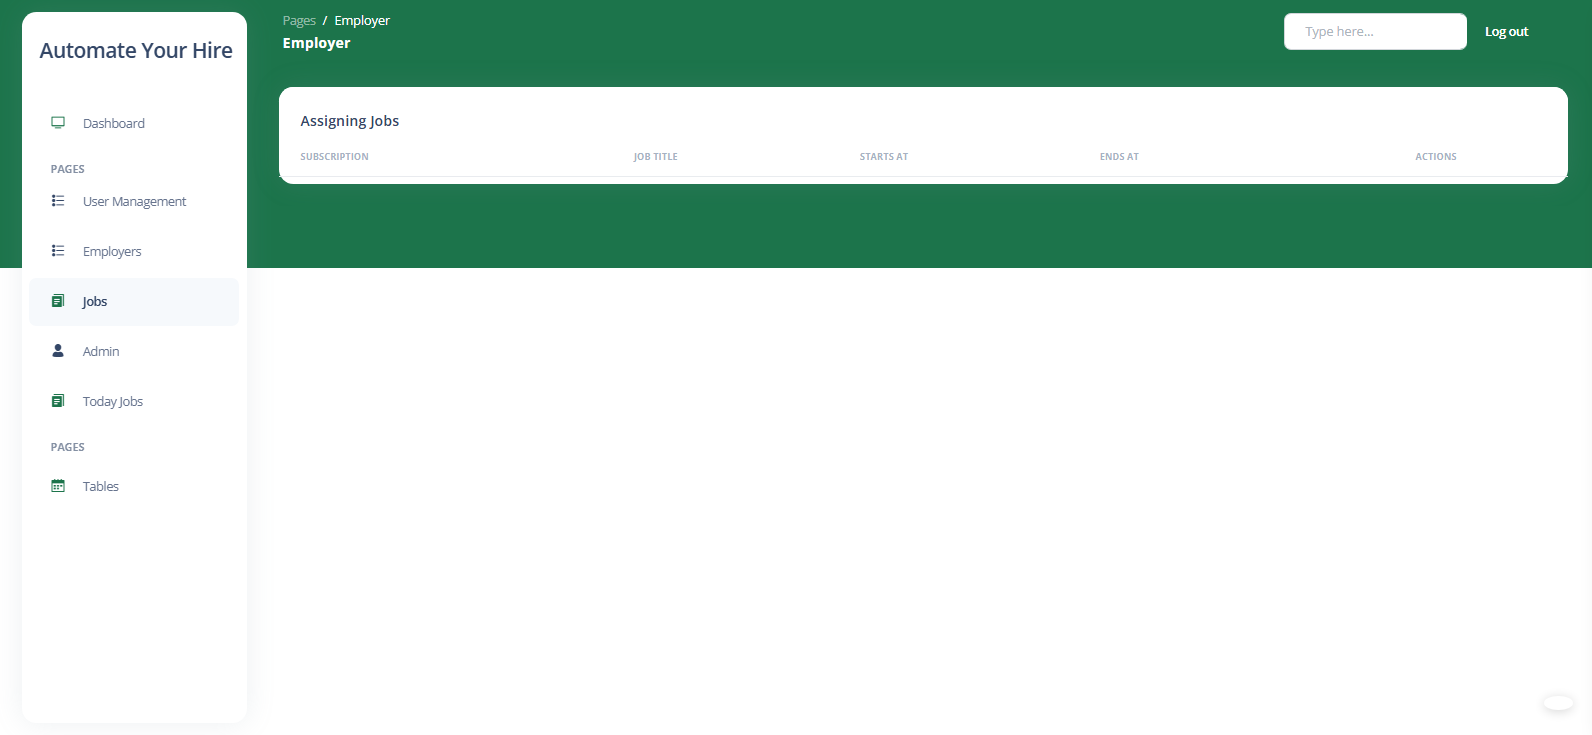 Automate Your Hire
Dashboard
PAGES
User Management
Employers
Jobs
Admin
Today Jobs
PAGES
Tables
Pages / Employer
Employer
Type here...
Log out
Assigning Jobs
SUBSCRIPTION JOB TITLE STARTS AT ENDS AT ACTIONS